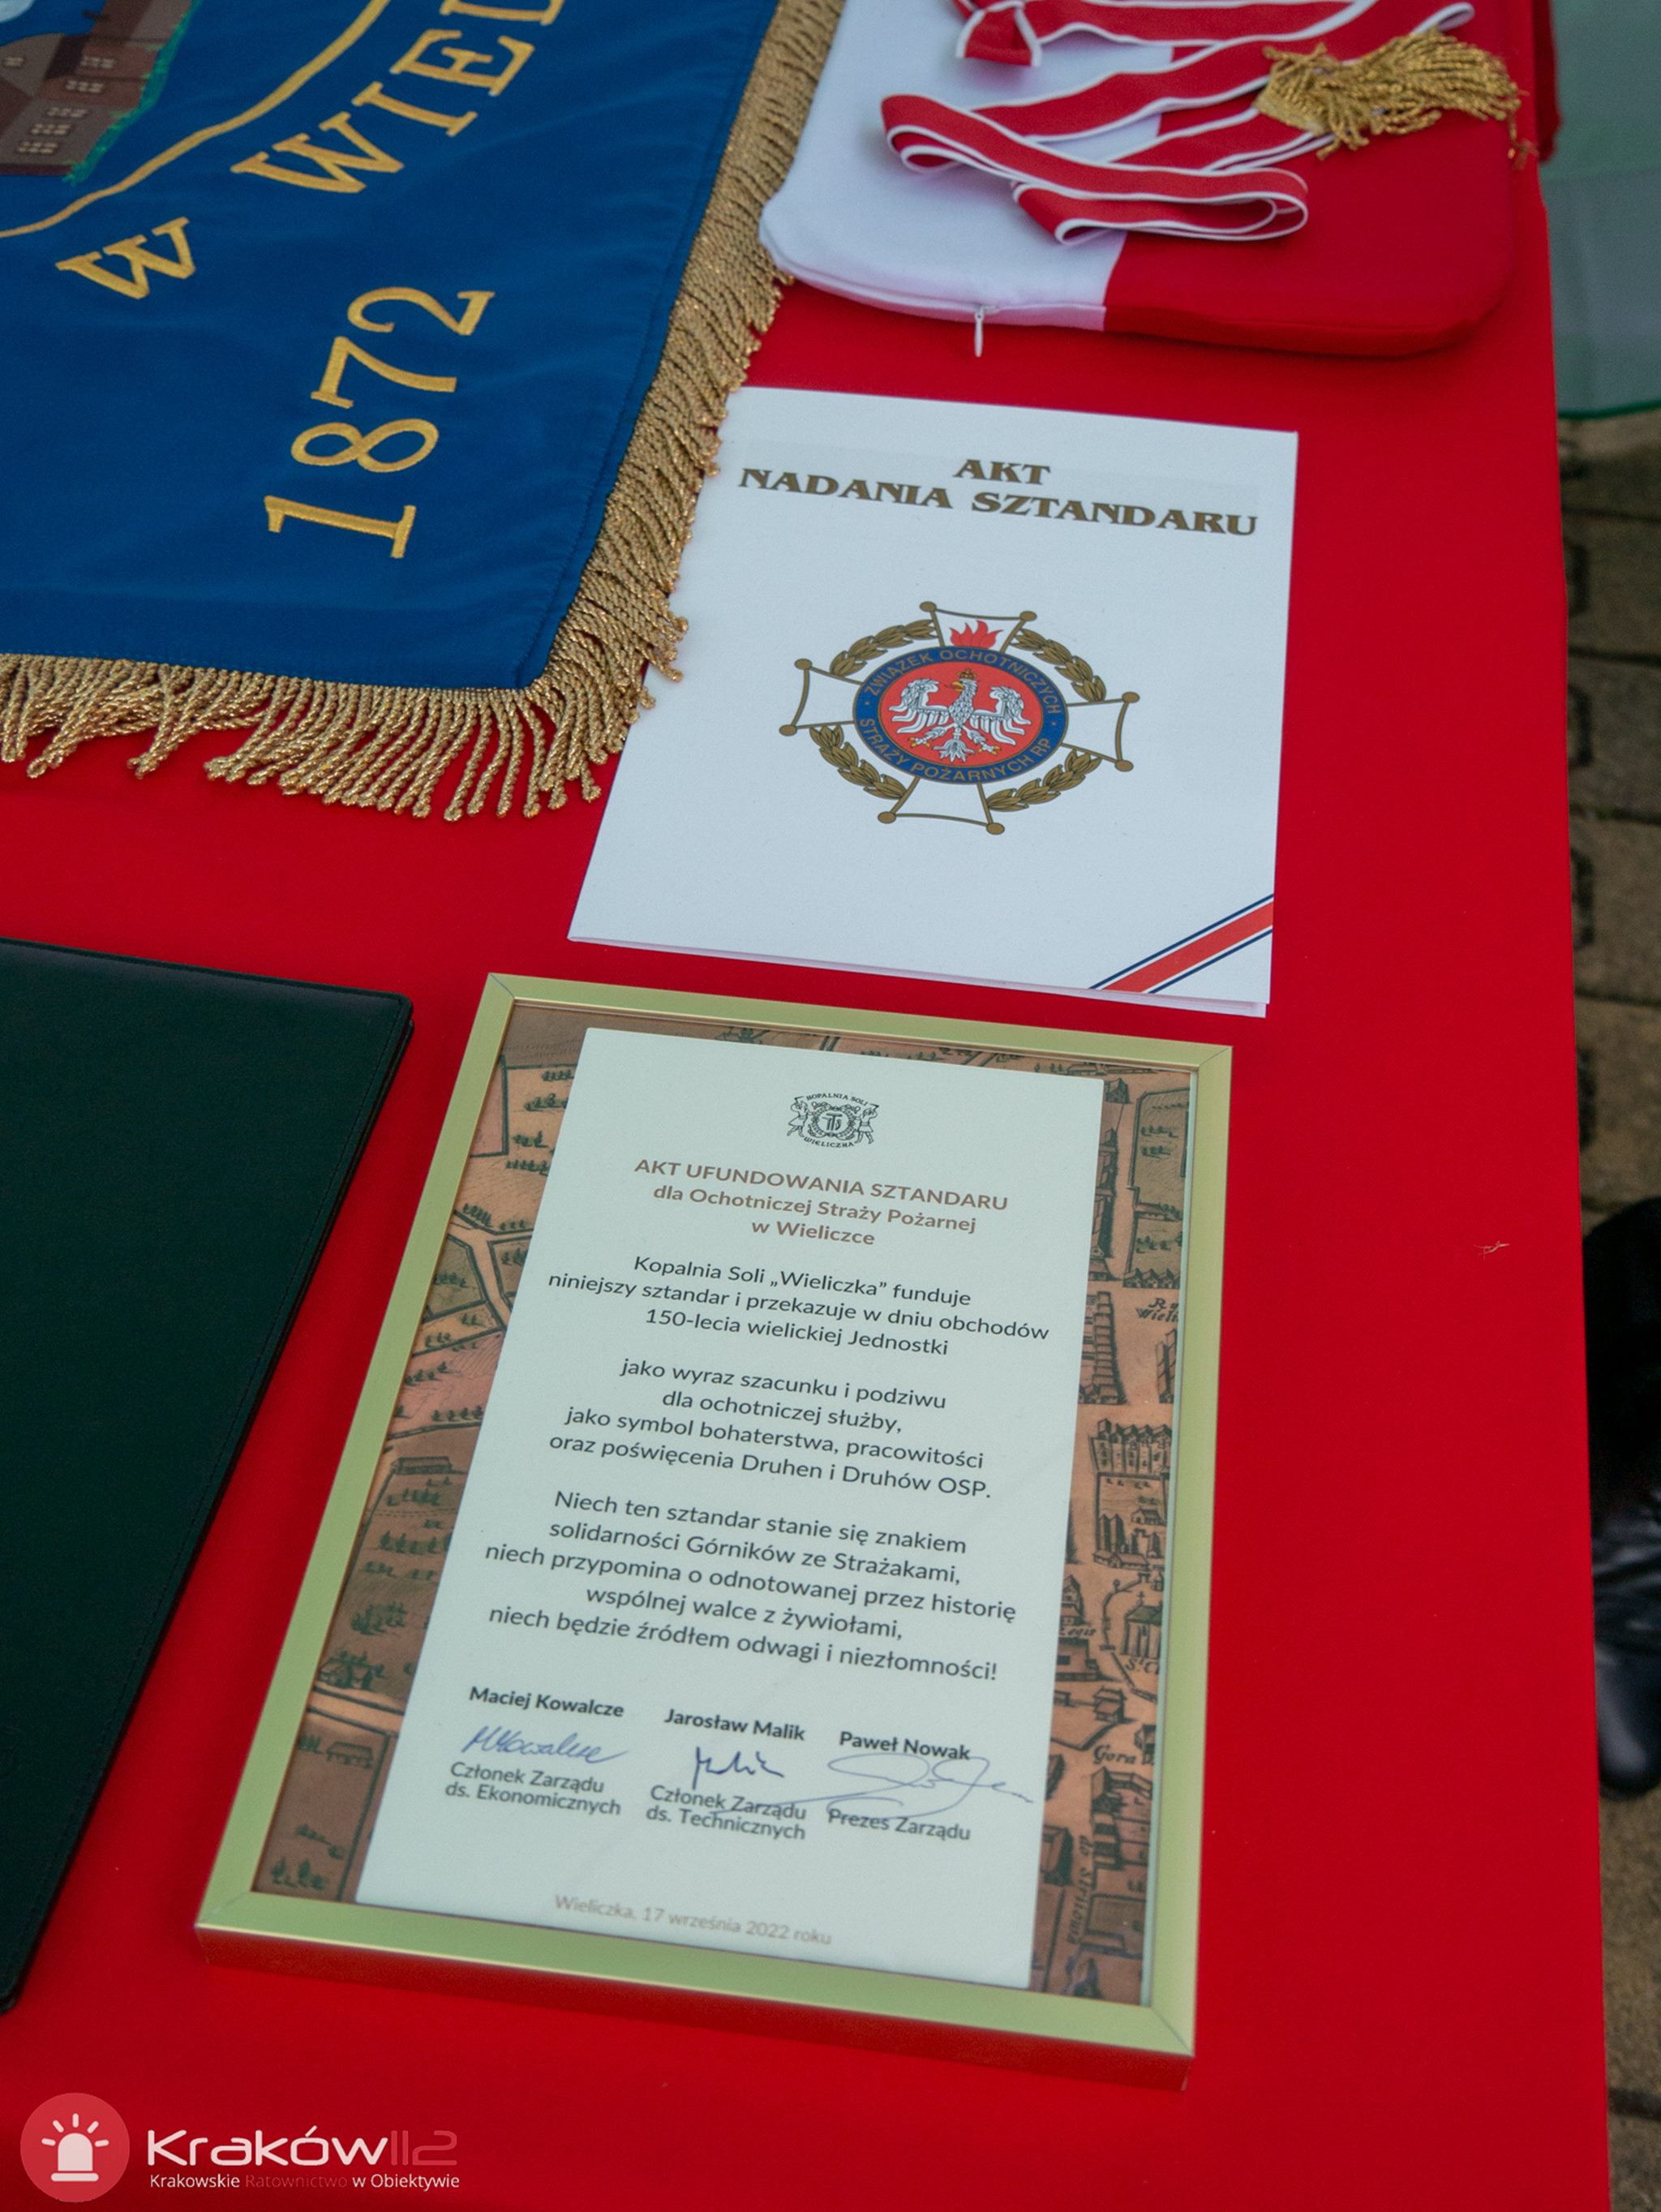 W WIEL
1872
AKT
NADANIA SZTANDARU
ZWIĄZEK OCHOTNICZYCH
STRAŻY POŻARNYCH RP
KOPALNIA SOLI
WIELICZKA
AKT UFUNDOWANIA SZTANDARU
dla Ochotniczej Straży Pożarnej
w Wieliczce
Kopalnia Soli „Wieliczka” funduje
niniejszy sztandar i przekazuje w dniu obchodów
150-lecia wielickiej Jednostki
jako wyraz szacunku i podziwu
dla ochotniczej służby,
jako symbol bohaterstwa, pracowitości
oraz poświęcenia Druhen i Druhów OSP.
Niech ten sztandar stanie się znakiem
solidarności Górników ze Strażakami,
niech przypomina o odnotowanej przez historię
wspólnej walce z żywiołami,
niech będzie źródłem odwagi i niezłomności!
Maciej Kowalcze Jarosław Malik Paweł Nowak
Członek Zarządu Członek Zarządu Prezes Zarządu
ds. Ekonomicznych ds. Technicznych
Wieliczka, 17 września 2022 roku
Gora
Kraków112
Krakowskie Ratownictwo w Obiektywie